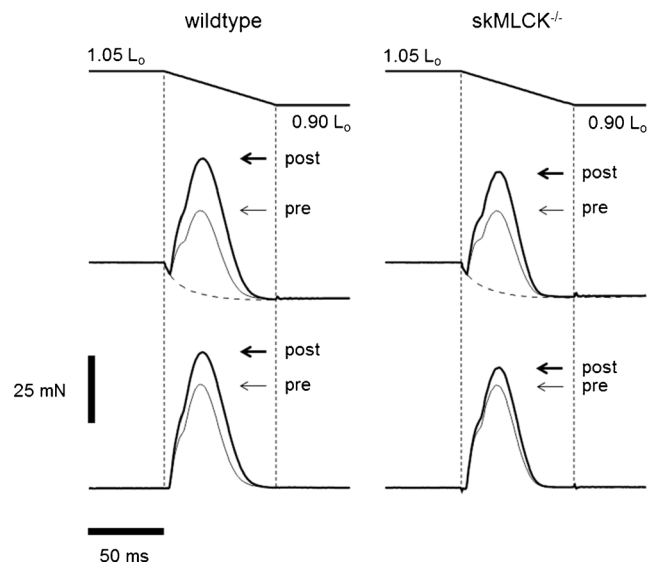 wildtype
skMLCK-/-
1.05 Lo
1.05 Lo
0.90 Lo
0.90 Lo
post
post
pre
pre
post
post
pre
pre
25 mN
50 ms